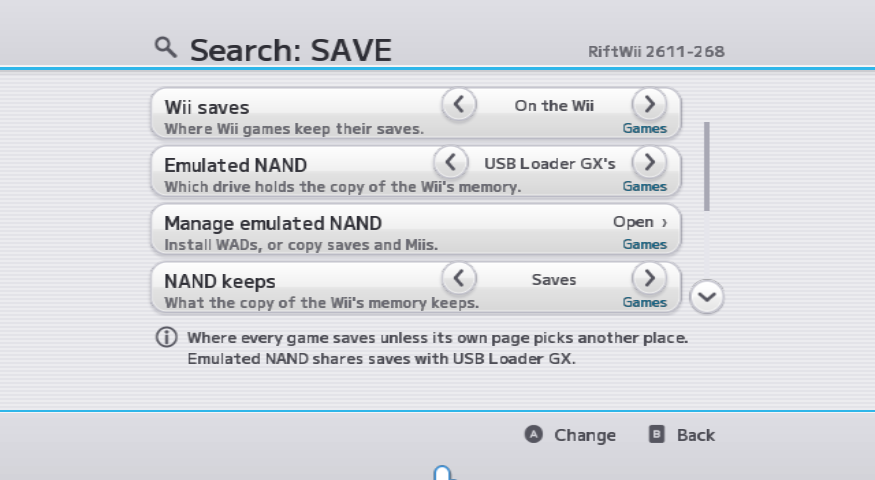 Search: SAVE
RiftWii 2611-268
Wii saves
On the Wii
Where Wii games keep their saves.
Games
Emulated NAND
USB Loader GX's
Which drive holds the copy of the Wii's memory.
Games
Manage emulated NAND
Open ›
Install WADs, or copy saves and Miis.
Games
NAND keeps
Saves
What the copy of the Wii's memory keeps.
Games
Where every game saves unless its own page picks another place.
Emulated NAND shares saves with USB Loader GX.
A Change
B Back